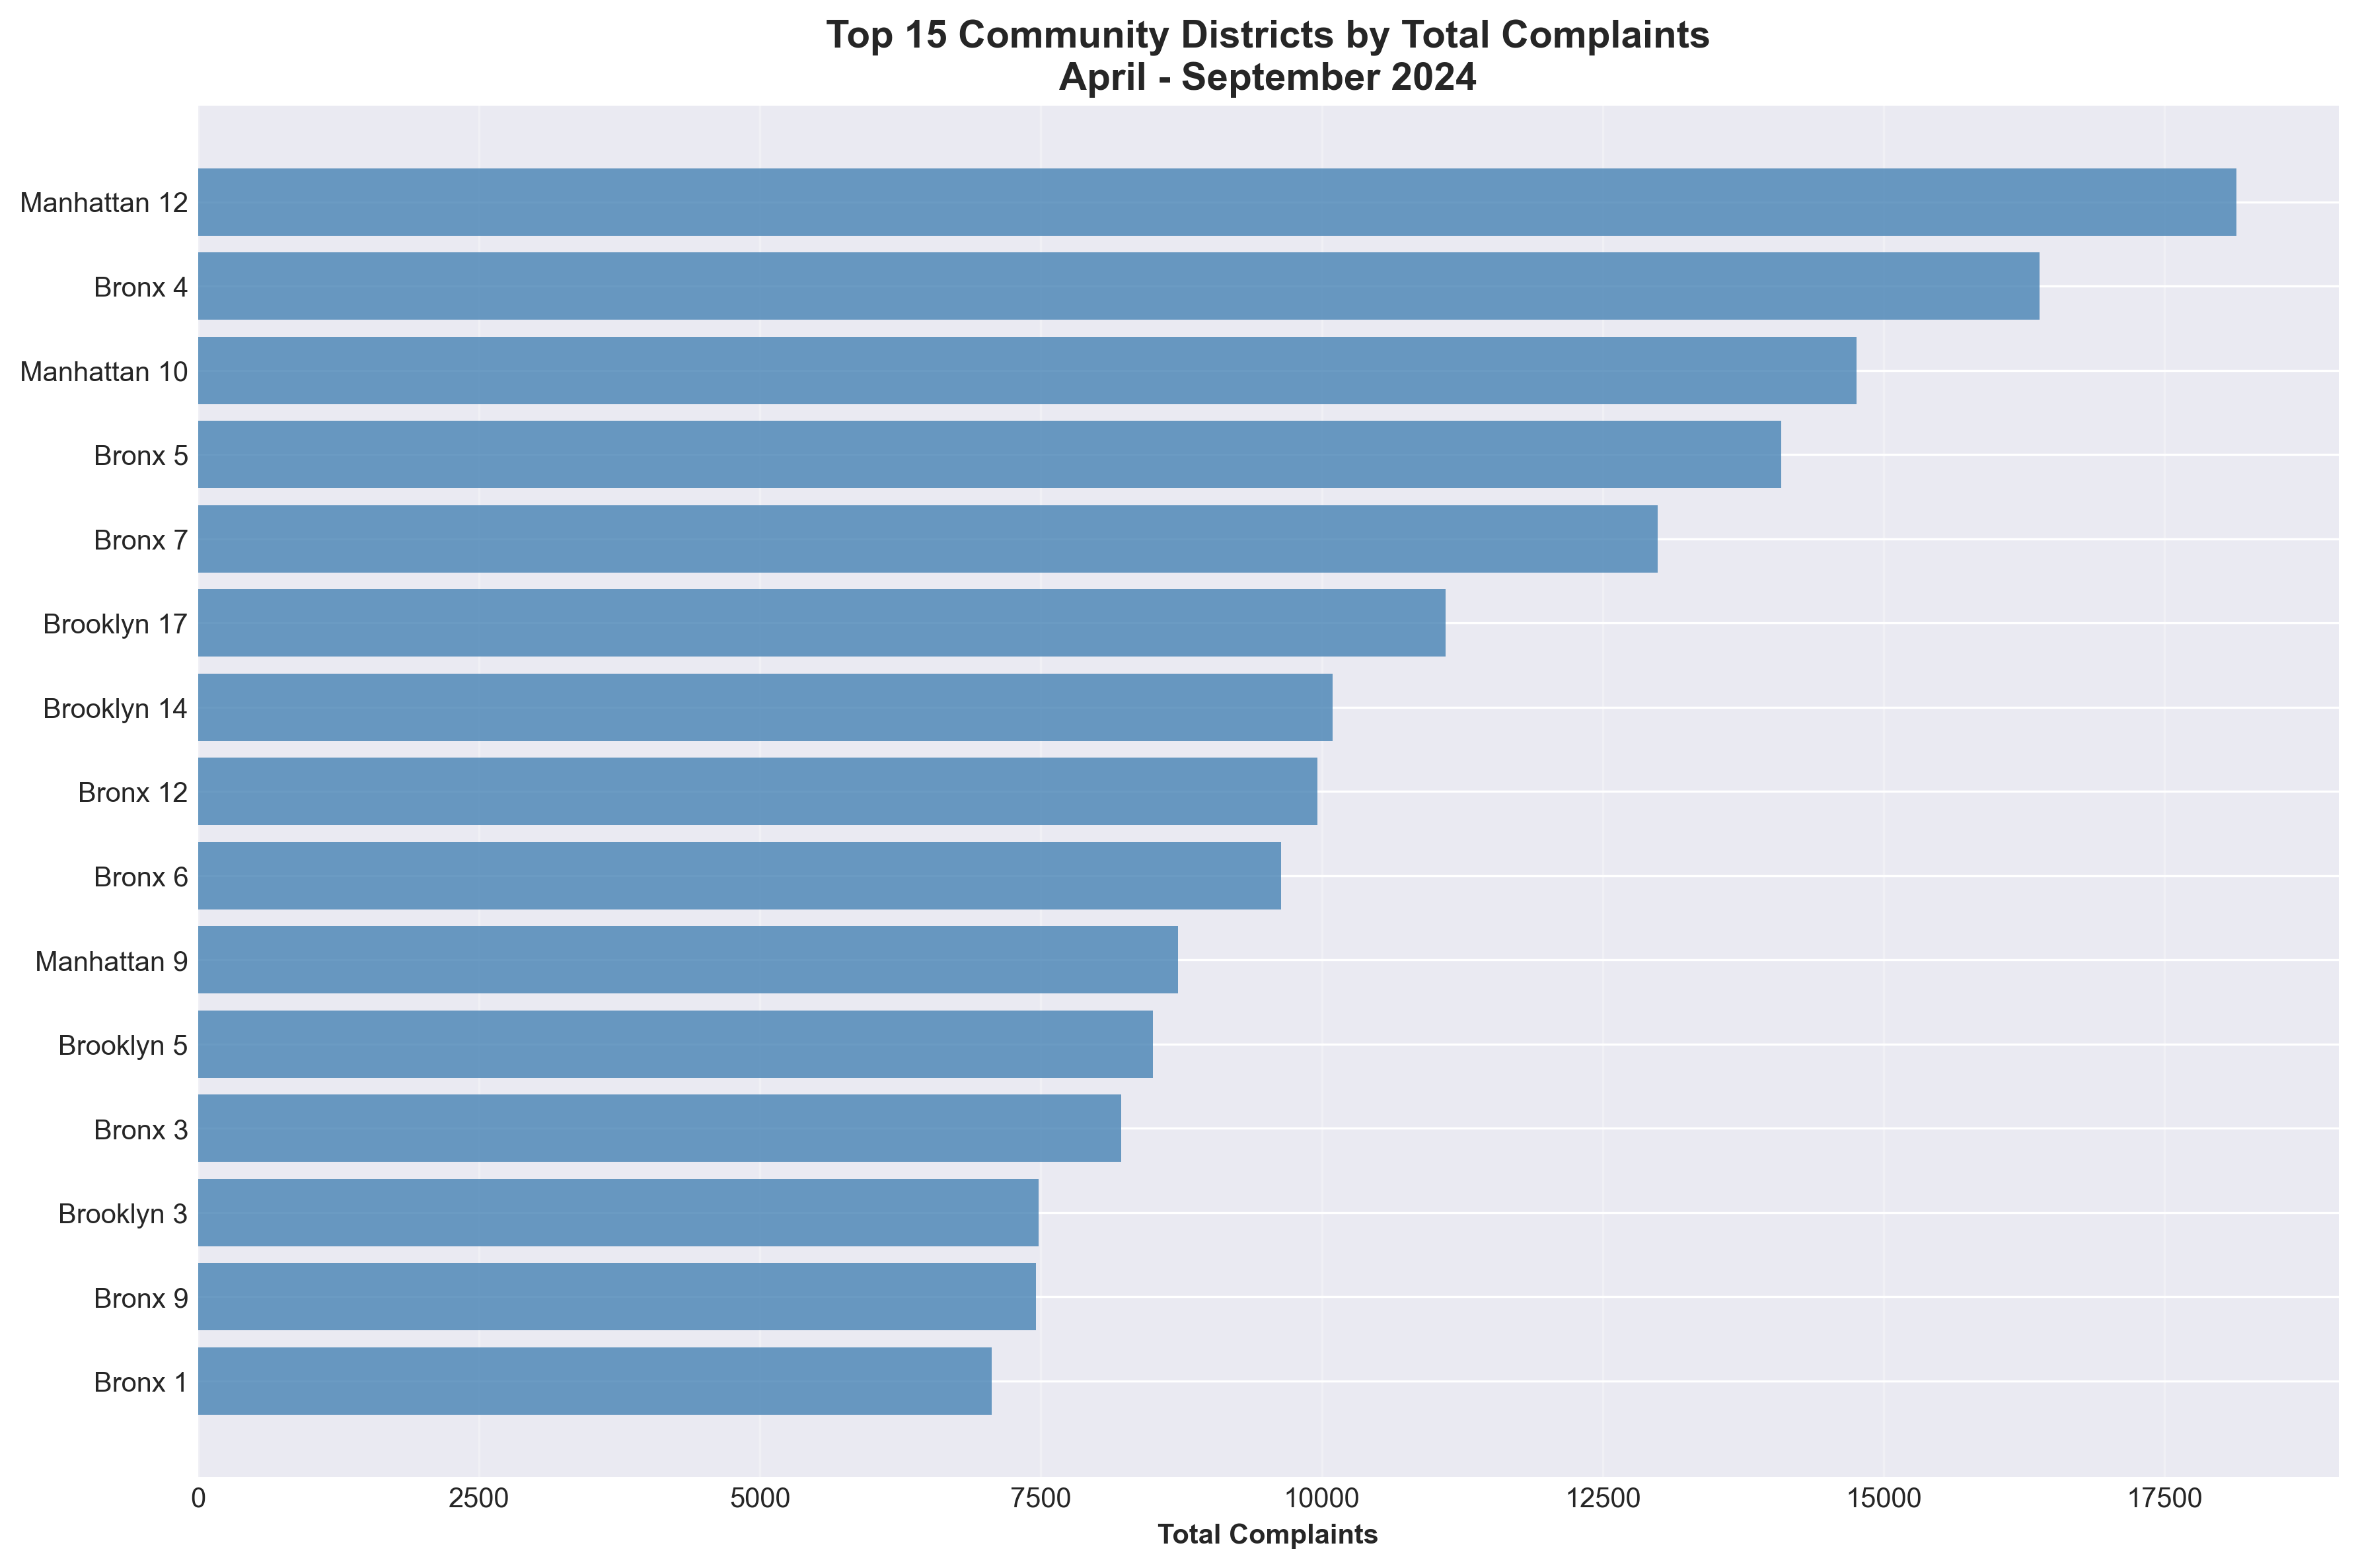 Top 15 Community Districts by Total Complaints
April - September 2024
Manhattan 12
Bronx 4
Manhattan 10
Bronx 5
Bronx 7
Brooklyn 17
Brooklyn 14
Bronx 12
Bronx 6
Manhattan 9
Brooklyn 5
Bronx 3
Brooklyn 3
Bronx 9
Bronx 1
0 2500 5000 7500 10000 12500 15000 17500
Total Complaints